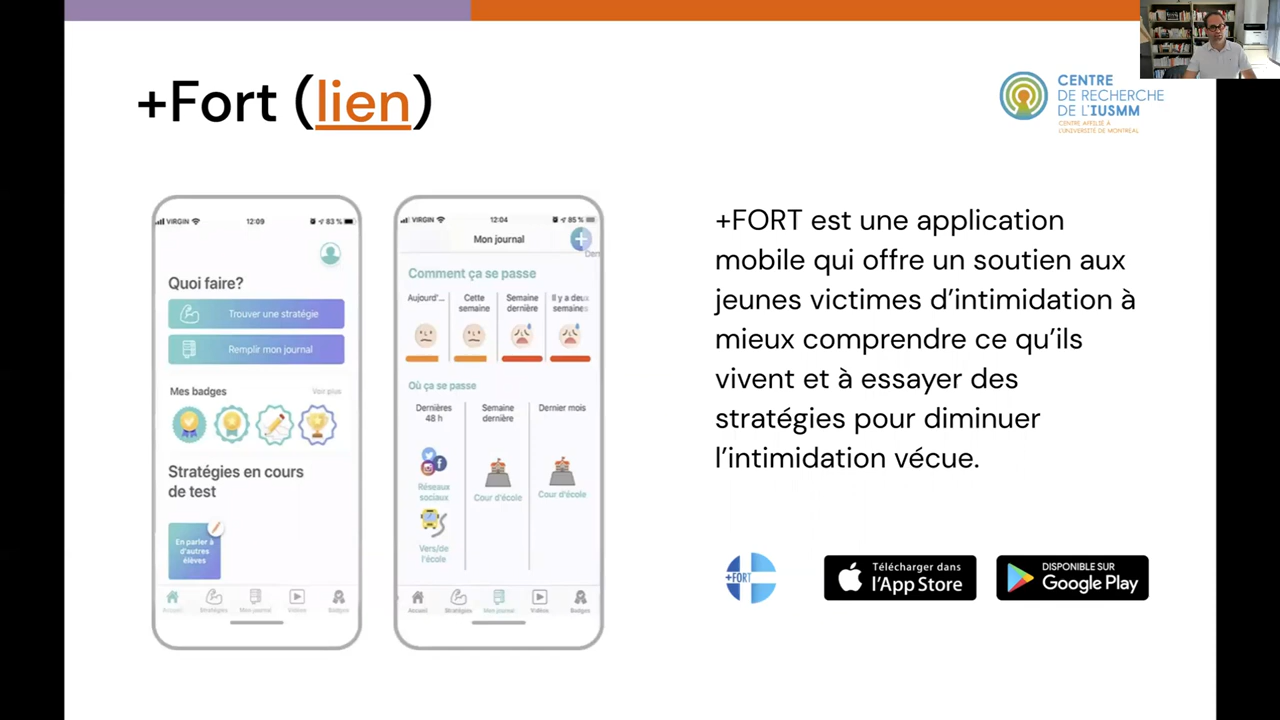 +Fort (lien)
CENTRE
DE RECHERCHE
DE L'IUSMM
CENTRE AFFILIÉ À
L'UNIVERSITÉ DE MONTRÉAL
VIRGIN 12:09 83 %
Quoi faire?
Trouver une stratégie
Remplir mon journal
Mes badges Voir plus
Stratégies en cours
de test
En parler à
d'autres
élèves
Accueil Stratégies Mon journal Vidéos Badges
VIRGIN 12:04 85 %
Mon journal
Comment ça se passe
Aujourd'... Cette
semaine Semaine
dernière Il y a deux
semaines
Où ça se passe
Dernières
48 h Semaine
dernière Dernier mois
Réseaux
sociaux Cour d'école Cour d'école
Vers/de
l'école
Accueil Stratégies Mon journal Vidéos Badges
+FORT est une application
mobile qui offre un soutien aux
jeunes victimes d'intimidation à
mieux comprendre ce qu'ils
vivent et à essayer des
stratégies pour diminuer
l'intimidation vécue.
+FORT
Télécharger dans
l'App Store
DISPONIBLE SUR
Google Play